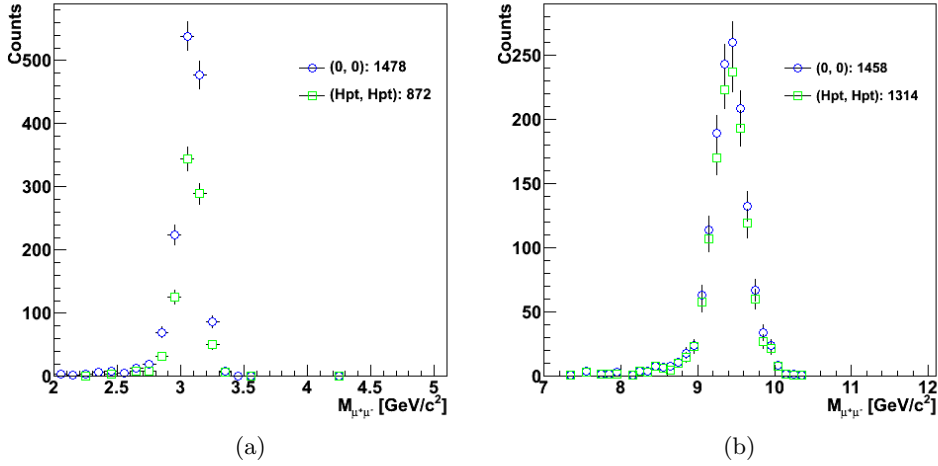 Counts
500
400
300
200
100
0
(0, 0): 1478
(Hpt, Hpt): 872
2 2.5 3 3.5 4 4.5 5
M_μ⁺μ⁻ [GeV/c²]
(a)
Counts
250
200
150
100
50
0
(0, 0): 1458
(Hpt, Hpt): 1314
7 8 9 10 11 12
M_μ⁺μ⁻ [GeV/c²]
(b)